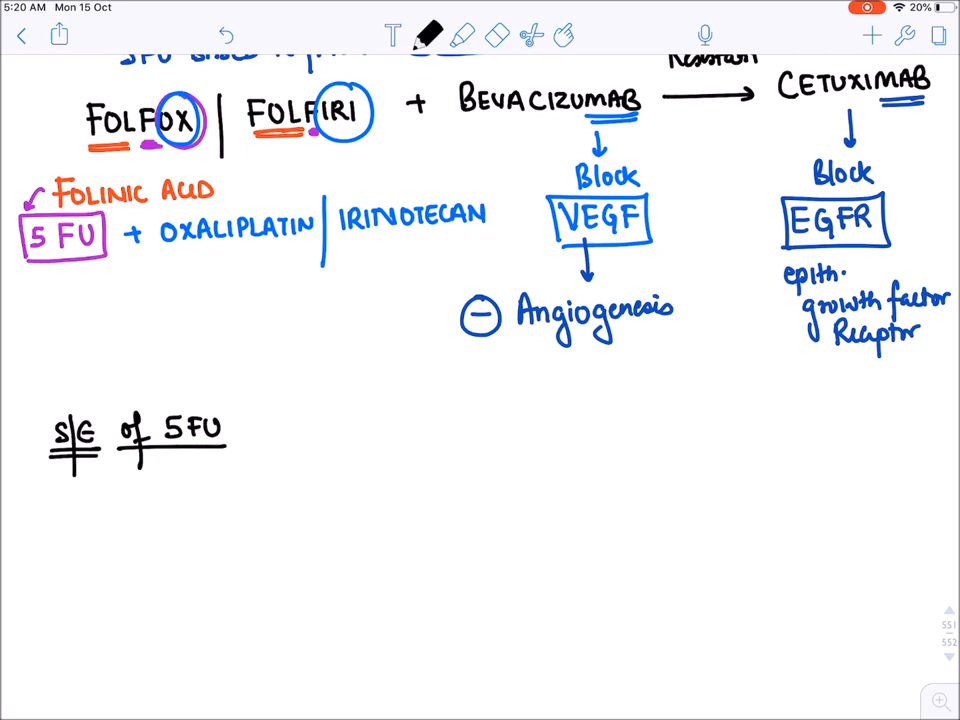 5:20 AM Mon 15 Oct
20%
T
5FU
FOLFOX | FOLFIRI + BEVACIZUMAB → CETUXIMAB
FOLINIC ACID
5 FU + OXALIPLATIN | IRINOTECAN
Block
VEGF
⊖ Angiogenesis
Block
EGFR
epith.
growth factor
Receptor
S/E of 5FU
551
552